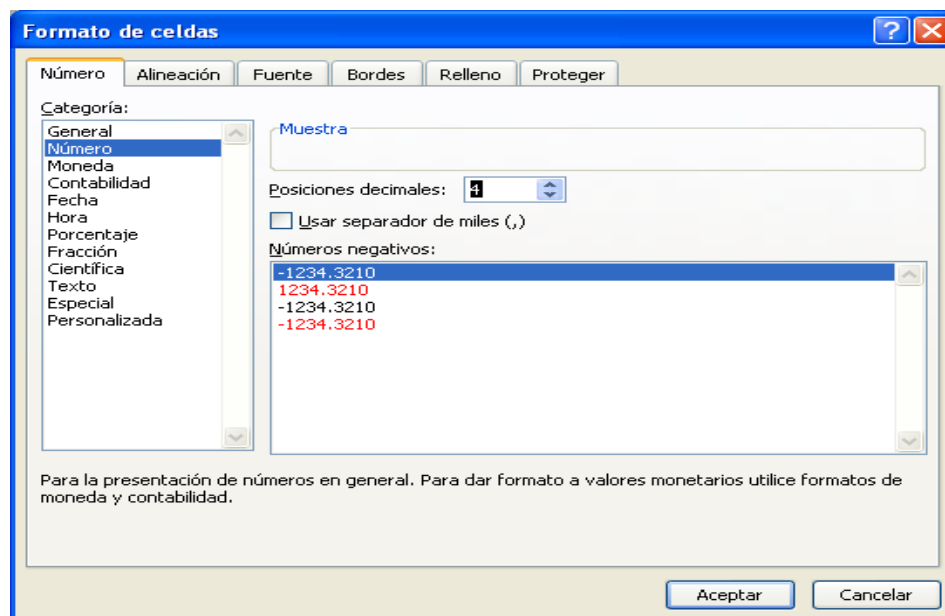 Formato de celdas
Número Alineación Fuente Bordes Relleno Proteger
Categoría:
General
Número
Moneda
Contabilidad
Fecha
Hora
Porcentaje
Fracción
Científica
Texto
Especial
Personalizada
Muestra
Posiciones decimales: 4
Usar separador de miles (,)
Números negativos:
-1234.3210
1234.3210
-1234.3210
-1234.3210
Para la presentación de números en general. Para dar formato a valores monetarios utilice formatos de
moneda y contabilidad.
Aceptar Cancelar